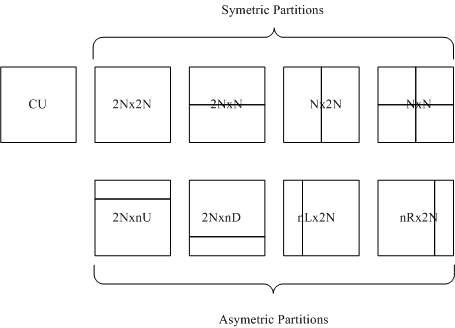 Symetric Partitions
CU
2Nx2N
2NxN
Nx2N
NxN
2NxnU
2NxnD
nLx2N
nRx2N
Asymetric Partitions